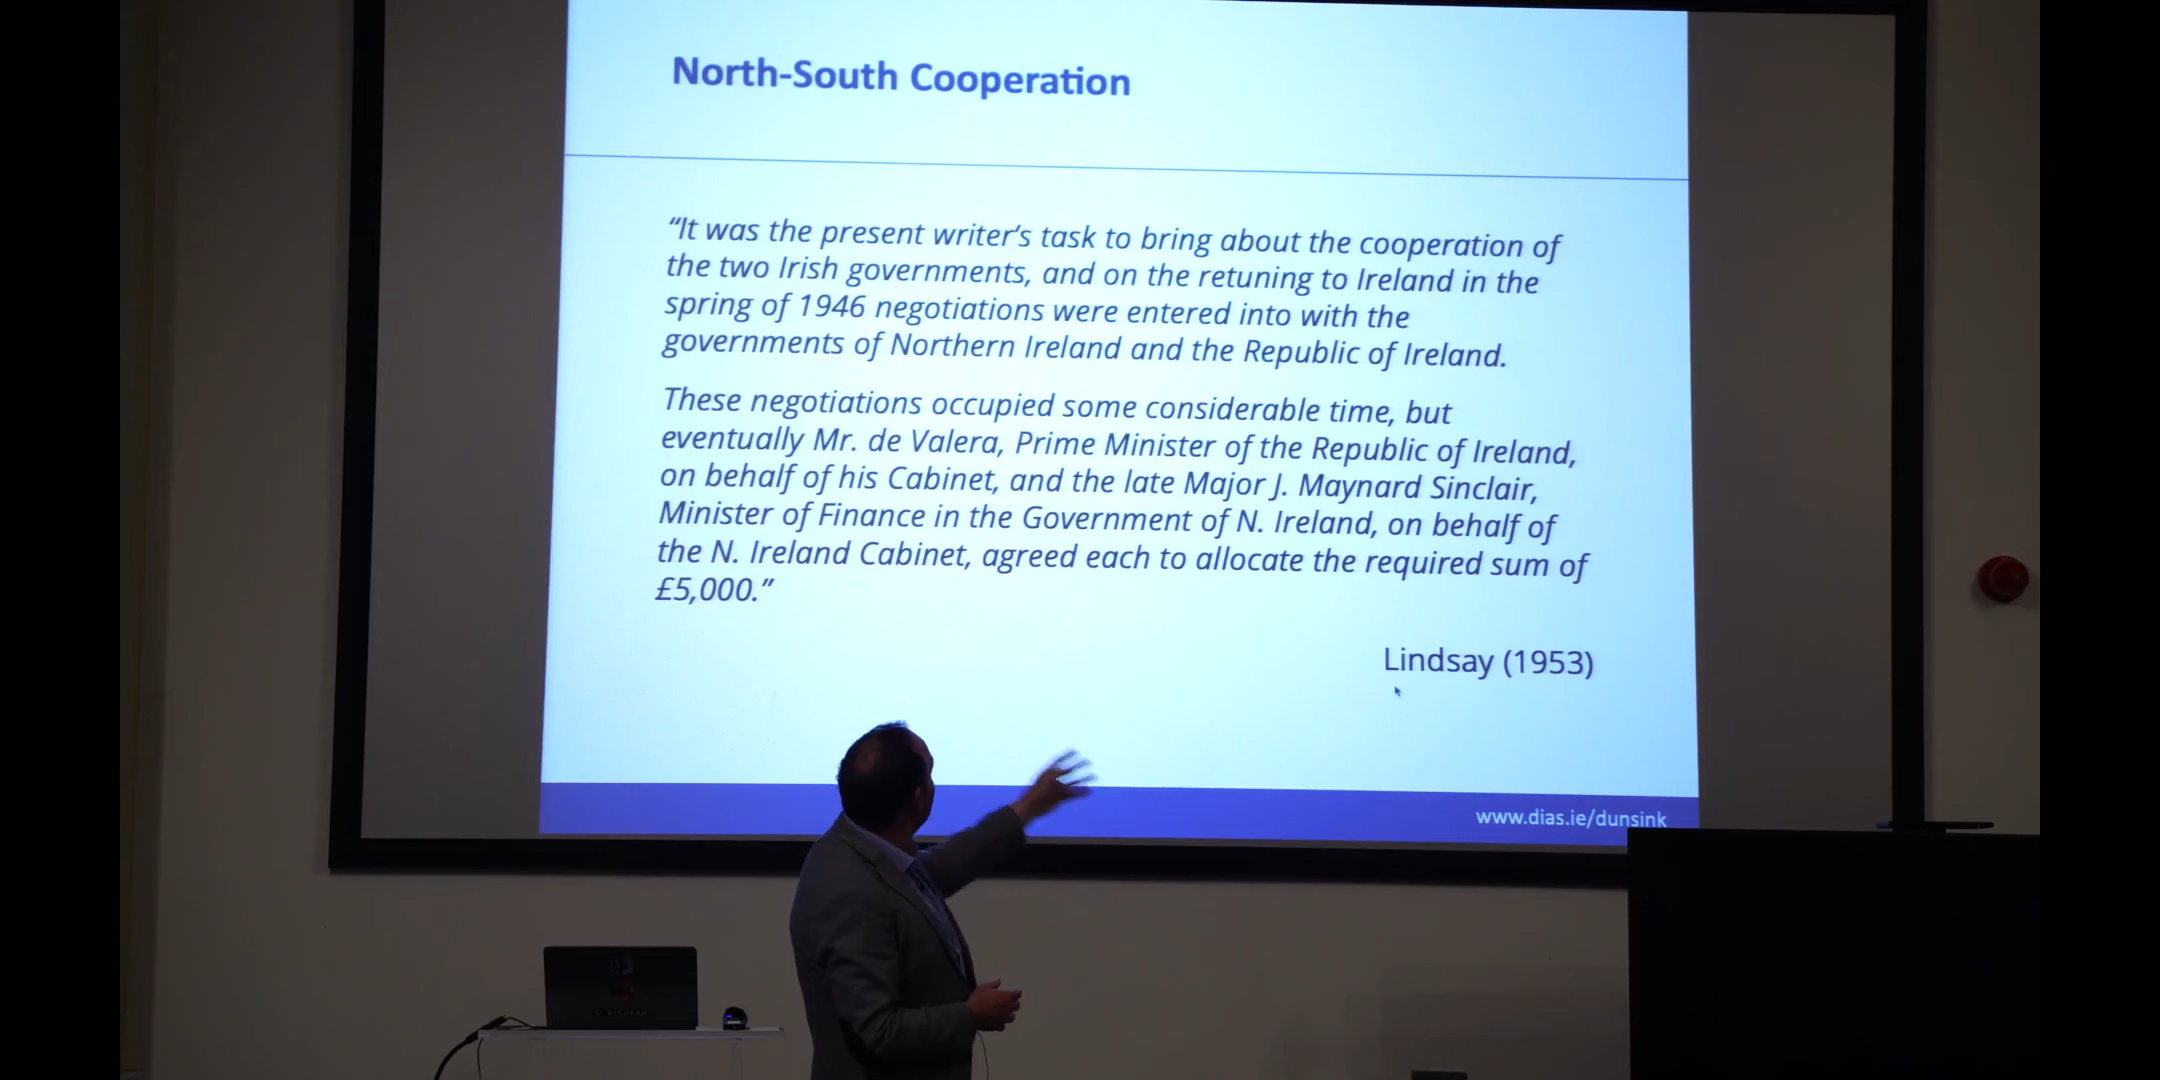 North-South Cooperation
“It was the present writer’s task to bring about the cooperation of
the two Irish governments, and on the retuning to Ireland in the
spring of 1946 negotiations were entered into with the
governments of Northern Ireland and the Republic of Ireland.
These negotiations occupied some considerable time, but
eventually Mr. de Valera, Prime Minister of the Republic of Ireland,
on behalf of his Cabinet, and the late Major J. Maynard Sinclair,
Minister of Finance in the Government of N. Ireland, on behalf of
the N. Ireland Cabinet, agreed each to allocate the required sum of
£5,000.”
Lindsay (1953)
www.dias.ie/dunsink